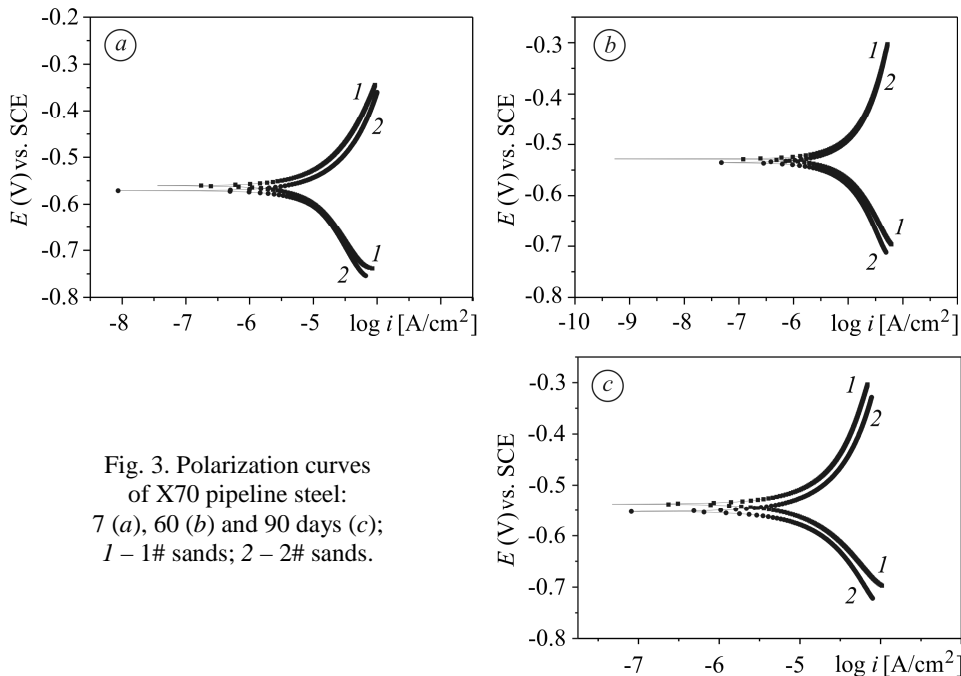 a
-0.2
-0.3
-0.4
-0.5
-0.6
-0.7
-0.8
E (V) vs. SCE
1
2
1
2
-8 -7 -6 -5 log i [A/cm²]
b
-0.3
-0.4
-0.5
-0.6
-0.7
-0.8
E (V) vs. SCE
1
2
1
2
-10 -9 -8 -7 -6 log i [A/cm²]
c
-0.3
-0.4
-0.5
-0.6
-0.7
-0.8
E (V) vs. SCE
1
2
1
2
-7 -6 -5 log i [A/cm²]
Fig. 3. Polarization curves
of X70 pipeline steel:
7 (a), 60 (b) and 90 days (c);
1 – 1# sands; 2 – 2# sands.